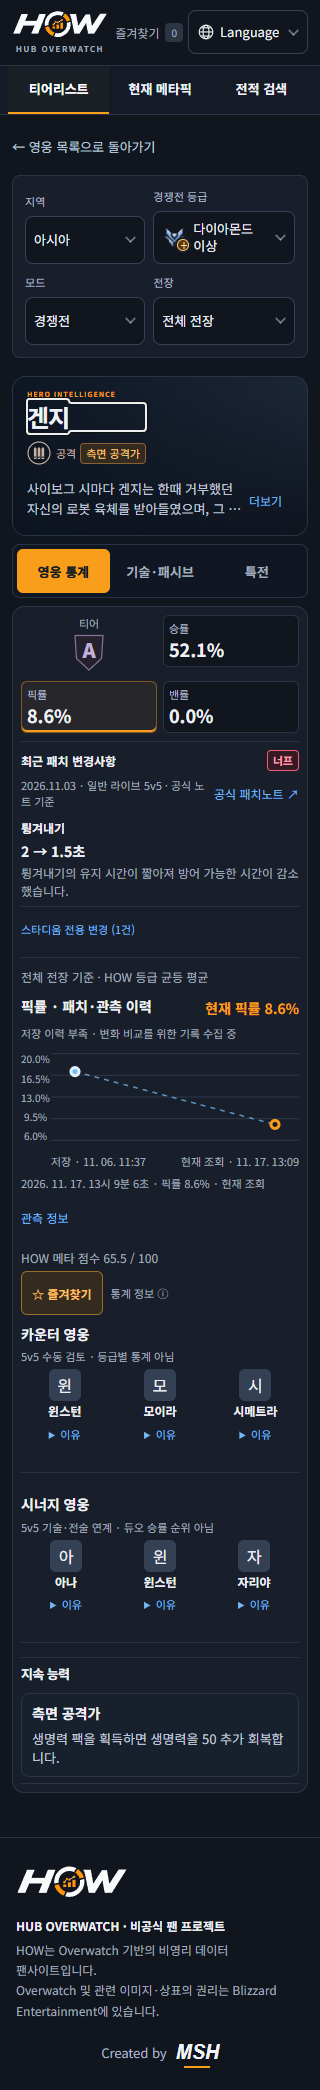 HOW
HUB OVERWATCH
즐겨찾기 0
Language
티어리스트 현재 메타픽 전적 검색
← 영웅 목록으로 돌아가기
지역
아시아
경쟁전 등급
다이아몬드
이상
모드
경쟁전
전장
전체 전장
HERO INTELLIGENCE
겐지
공격 측면 공격가
사이보그 시마다 겐지는 한때 거부했던
자신의 로봇 육체를 받아들였으며, 그 …
더보기
영웅 통계 기술·패시브 특전
티어
A
승률
52.1%
픽률
8.6%
밴률
0.0%
최근 패치 변경사항 너프
2026.11.03 · 일반 라이브 5v5 · 공식 노
트 기준
공식 패치노트 ↗
튕겨내기
2 → 1.5초
튕겨내기의 유지 시간이 짧아져 방어 가능한 시간이 감소
했습니다.
스타디움 전용 변경 (1건)
전체 전장 기준 · HOW 등급 균등 평균
픽률 · 패치·관측 이력 현재 픽률 8.6%
저장 이력 부족 · 변화 비교를 위한 기록 수집 중
20.0%
16.5%
13.0%
9.5%
6.0%
저장 · 11. 06. 11:37 현재 조회 · 11. 17. 13:09
2026. 11. 17. 13시 9분 6초 · 픽률 8.6% · 현재 조회
관측 정보
HOW 메타 점수 65.5 / 100
☆ 즐겨찾기 통계 정보 ⓘ
카운터 영웅
5v5 수동 검토 · 등급별 통계 아님
윈 모 시
윈스턴 모이라 시메트라
▶ 이유 ▶ 이유 ▶ 이유
시너지 영웅
5v5 기술·전술 연계 · 듀오 승률 순위 아님
아 윈 자
아나 윈스턴 자리야
▶ 이유 ▶ 이유 ▶ 이유
지속 능력
측면 공격가
생명력 팩을 획득하면 생명력을 50 추가 회복합
니다.
HOW
HUB OVERWATCH · 비공식 팬 프로젝트
HOW는 Overwatch 기반의 비영리 데이터
팬사이트입니다.
Overwatch 및 관련 이미지·상표의 권리는 Blizzard
Entertainment에 있습니다.
Created by MSH